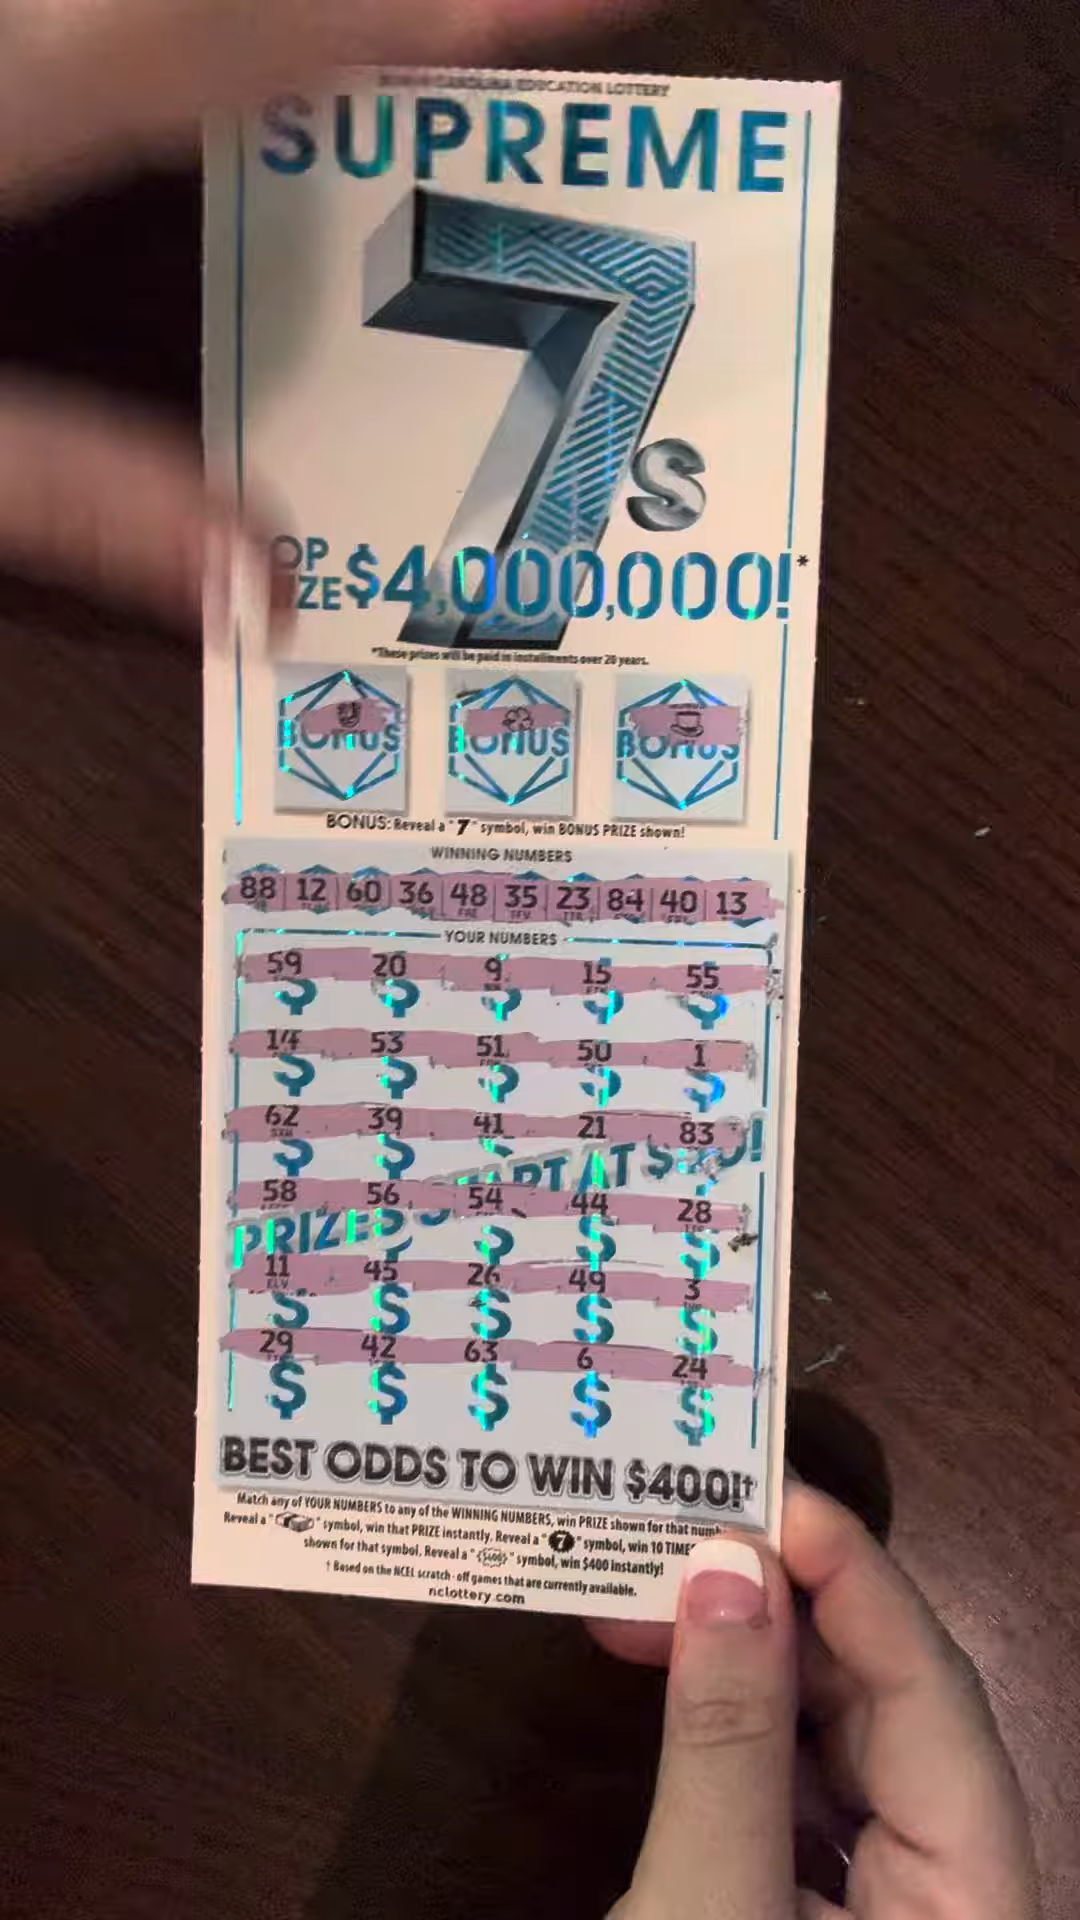 CAROLINA EDUCATION LOTTERY
SUPREME
7s
$4,000,000!*
*These prizes will be paid in installments over 20 years.
BONUS BONUS BONUS
BONUS: Reveal a "7" symbol, win BONUS PRIZE shown!
WINNING NUMBERS
88 12 60 36 48 35 23 84 40 13
YOUR NUMBERS
59 20 9 15 55
$ $ $ $ $
14 53 51 50 1
$ $ $ $ $
62 39 41 21 83
$ $
58 56 54 44 28
PRIZES START AT
$ $ $
11 45 26 49 3
$ $ $ $ $
29 42 63 6 24
$ $ $ $ $
BEST ODDS TO WIN $400!†
Match any of YOUR NUMBERS to any of the WINNING NUMBERS, win PRIZE shown for that
Reveal a " " symbol, win that PRIZE instantly. Reveal a "7" symbol, win 10 TIMES
shown for that symbol. Reveal a "$400" symbol, win $400 instantly!
† Based on the NCEL scratch-off games that are currently available.
nclottery.com